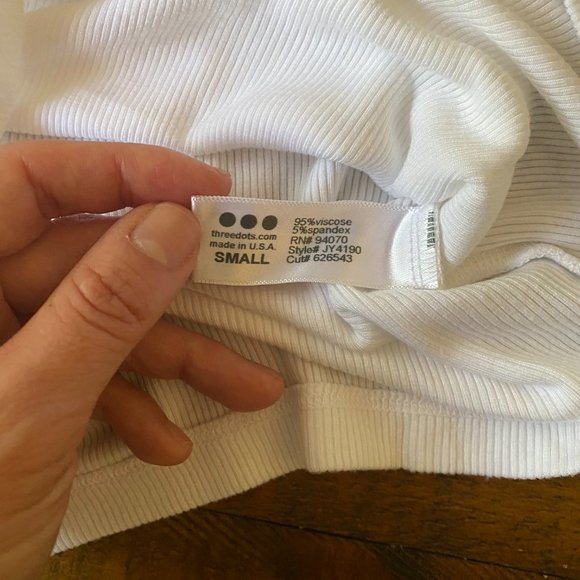 threedots.com
made in U.S.A.
SMALL
95%viscose
5%spandex
RN# 94070
Style# JY4190
Cut# 626543